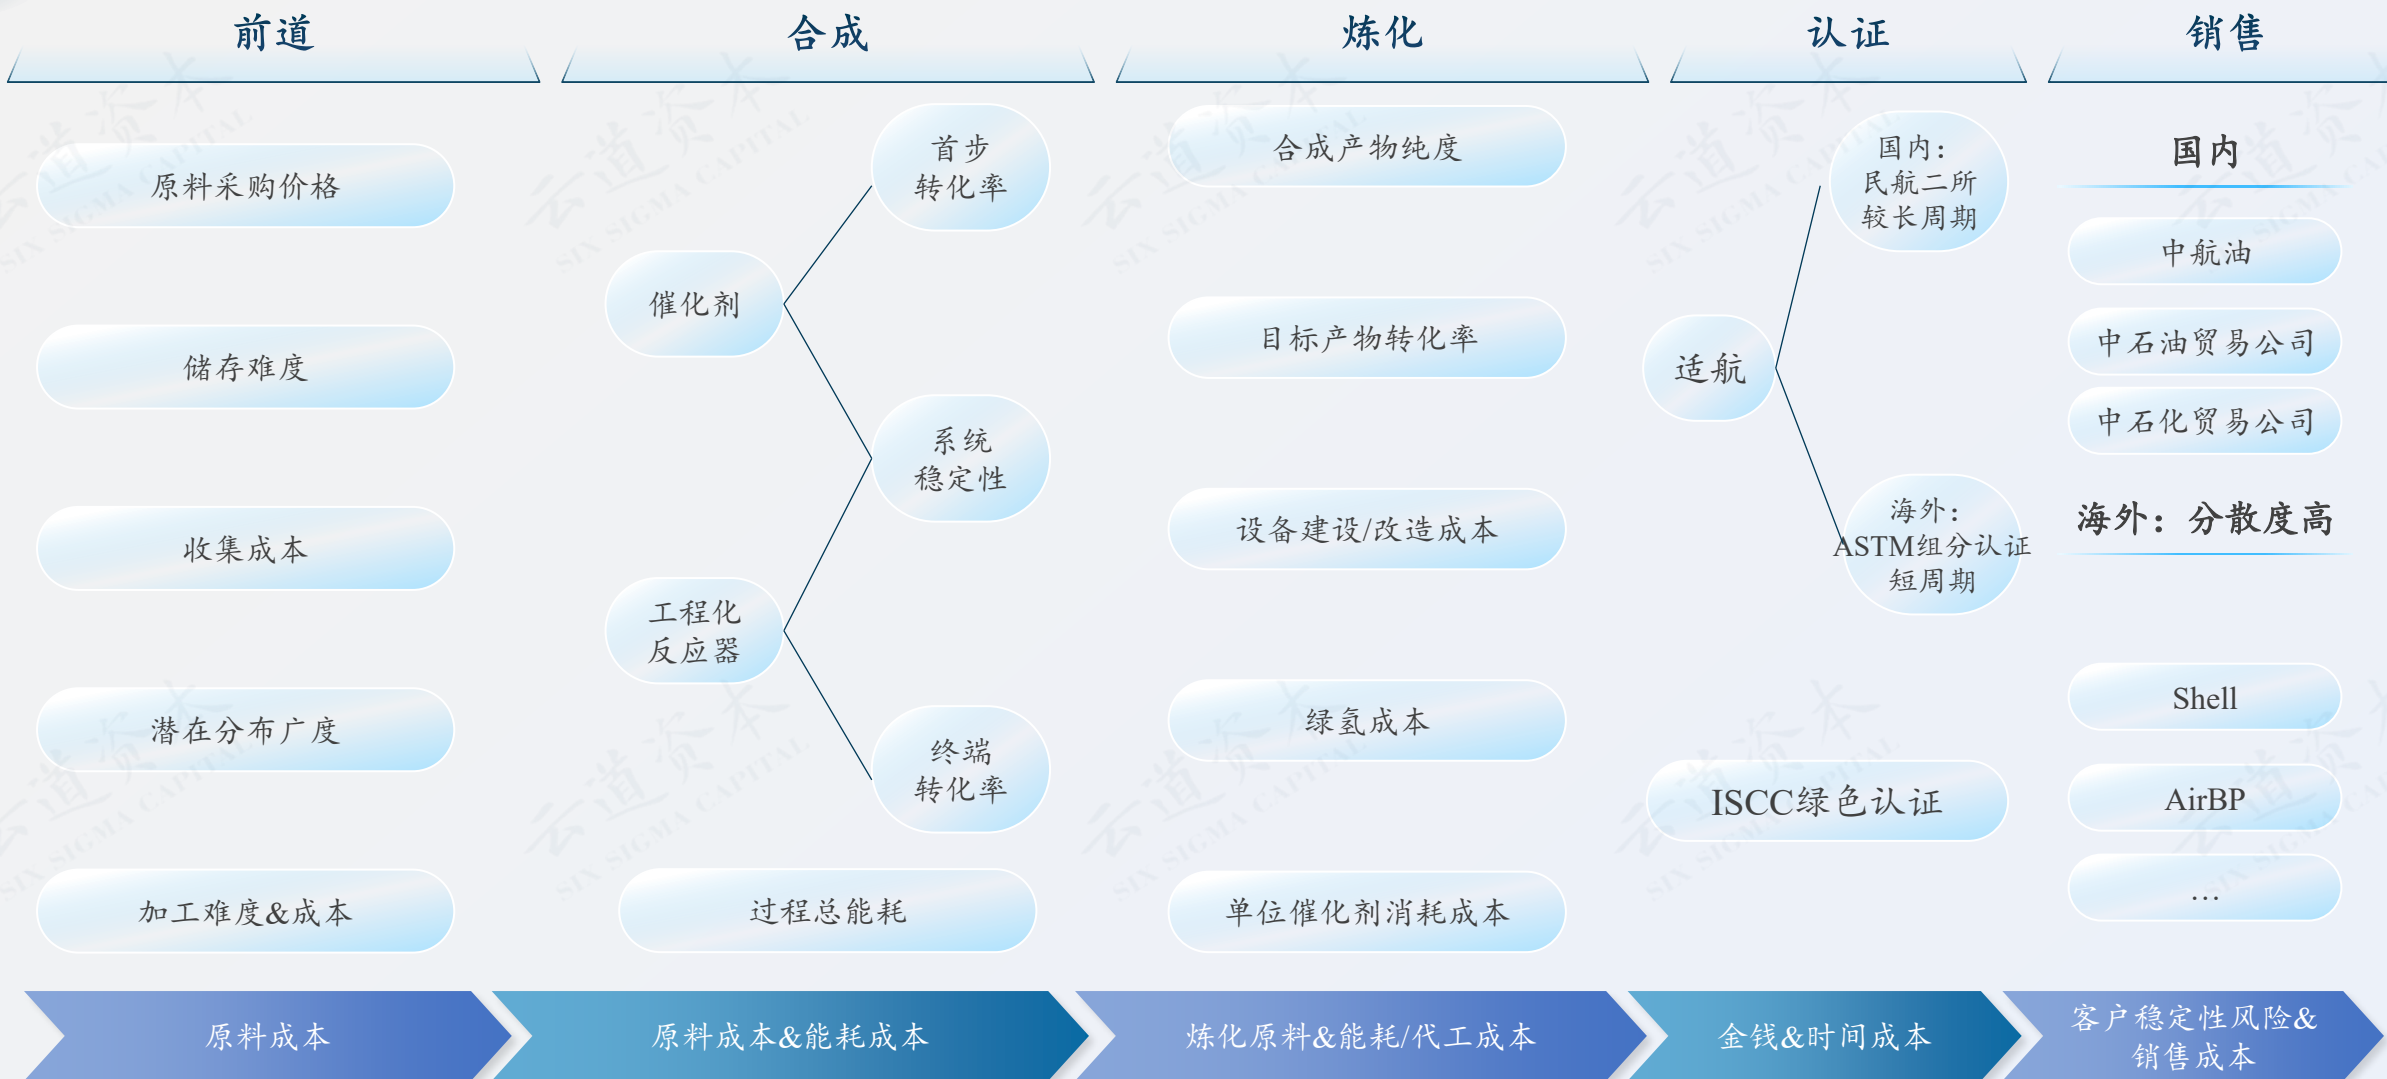 前道
原料采购价格
储存难度
收集成本
潜在分布广度
加工难度&成本
原料成本
合成
催化剂
工程化
反应器
首步
转化率
系统
稳定性
终端
转化率
过程总能耗
原料成本&能耗成本
炼化
合成产物纯度
目标产物转化率
设备建设/改造成本
绿氢成本
单位催化剂消耗成本
炼化原料&能耗/代工成本
认证
适航
国内：
民航二所
较长周期
海外：
ASTM组分认证
短周期
ISCC绿色认证
金钱&时间成本
销售
国内
中航油
中石油贸易公司
中石化贸易公司
海外：分散度高
Shell
AirBP
…
客户稳定性风险&
销售成本
云道资本
SIX SIGMA CAPITAL